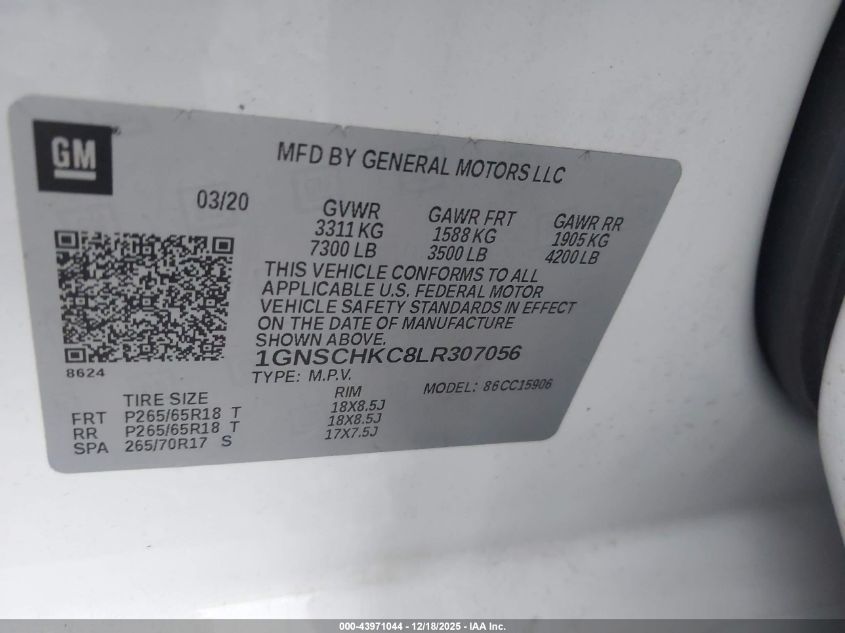 GM
MFD BY GENERAL MOTORS LLC
03/20
GVWR GAWR FRT GAWR RR
3311 KG 1588 KG 1905 KG
7300 LB 3500 LB 4200 LB
THIS VEHICLE CONFORMS TO ALL
APPLICABLE U.S. FEDERAL MOTOR
VEHICLE SAFETY STANDARDS IN EFFECT
ON THE DATE OF MANUFACTURE
SHOWN ABOVE.
1GNSCHKC8LR307056
8624
TYPE: M.P.V. MODEL: 86CC15906
TIRE SIZE RIM
FRT P265/65R18 T 18X8.5J
RR P265/65R18 T 18X8.5J
SPA 265/70R17 S 17X7.5J
000-43971044 - 12/18/2025 - IAA Inc.